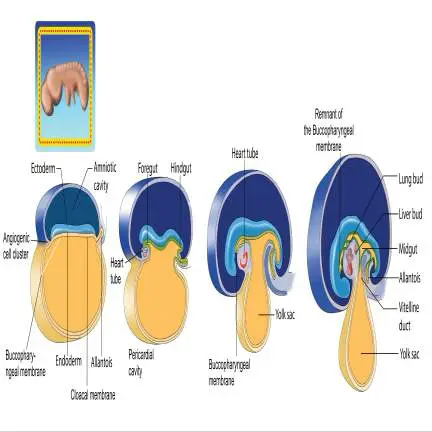 Remnant of
the Buccopharyngeal
membrane
Heart tube
Ectoderm
Amniotic
cavity
Foregut
Hindgut
Lung bud
Liver bud
Angiogenic
cell cluster
Midgut
Heart
tube
Allantois
Vitelline
duct
Yolk sac
Buccophary-
ngeal membrane
Endoderm
Allantois
Pericardial
cavity
Yolk sac
Buccopharyngeal
membrane
Cloacal membrane